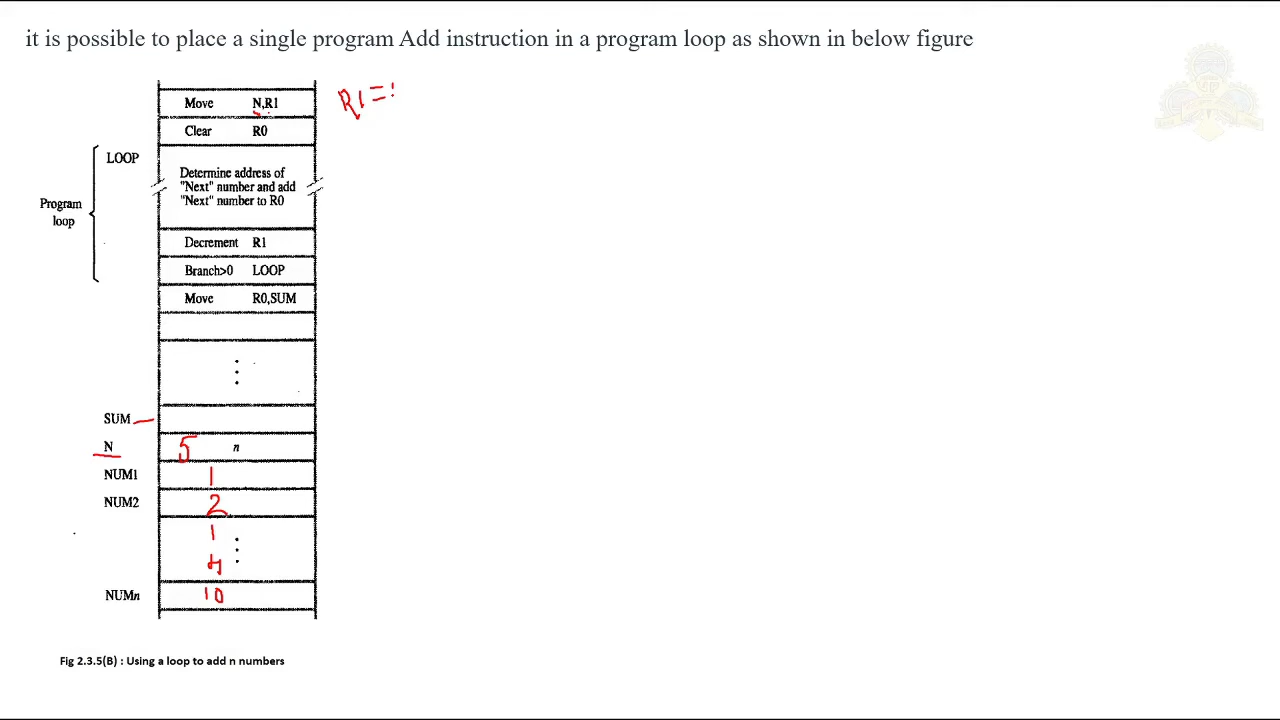 it is possible to place a single program Add instruction in a program loop as shown in below figure
Move N,R1
R1=
Clear R0
LOOP
Determine address of
"Next" number and add
"Next" number to R0
Program
loop
Decrement R1
Branch>0 LOOP
Move R0,SUM
SUM
N 5 n
NUM1 1
NUM2 2
1
4
NUMn 10
Fig 2.3.5(B) : Using a loop to add n numbers